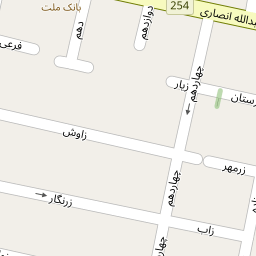 بانک ملت
254
عبدالله انصاری
دهم
دوازدهم
فرعی
زیار
چهاردهم
رستان
زاوش
زرمهر
چهاردهم
زرنگار
زاب